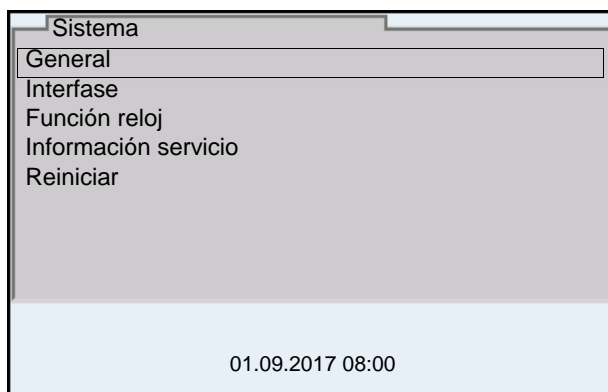 Sistema
General
Interfase
Función reloj
Información servicio
Reiniciar
01.09.2017 08:00